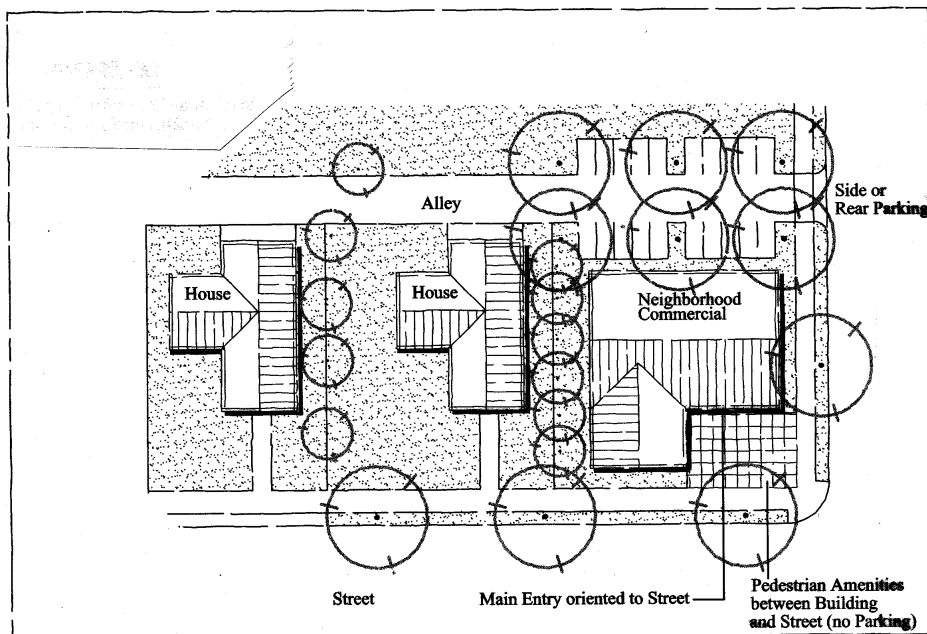 Side or
Rear Parking
Alley
House
House
Neighborhood
Commercial
Street
Main Entry oriented to Street
Pedestrian Amenities
between Building
and Street (no Parking)